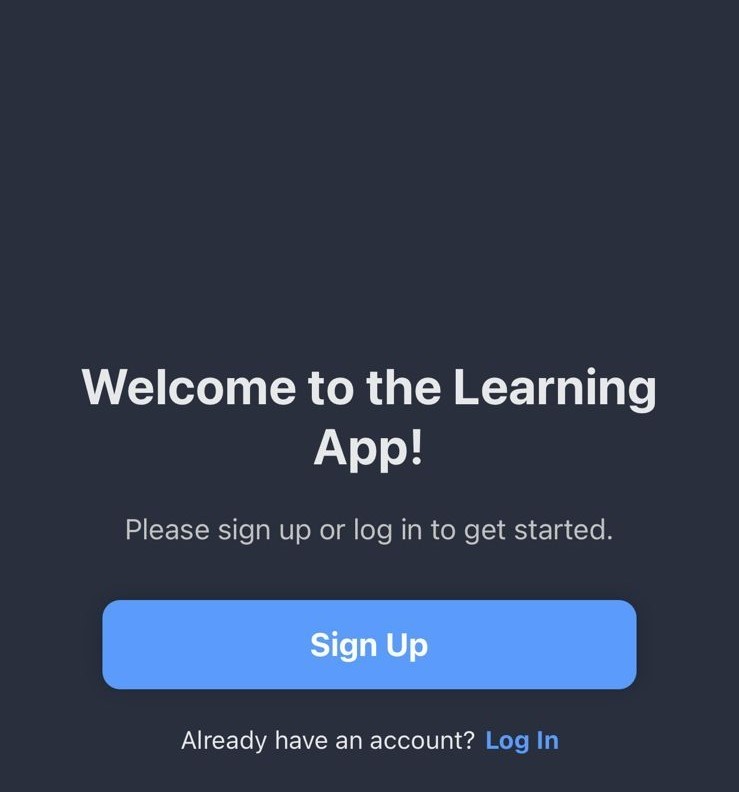 Welcome to the Learning
App!
Please sign up or log in to get started.
Sign Up
Already have an account? Log In